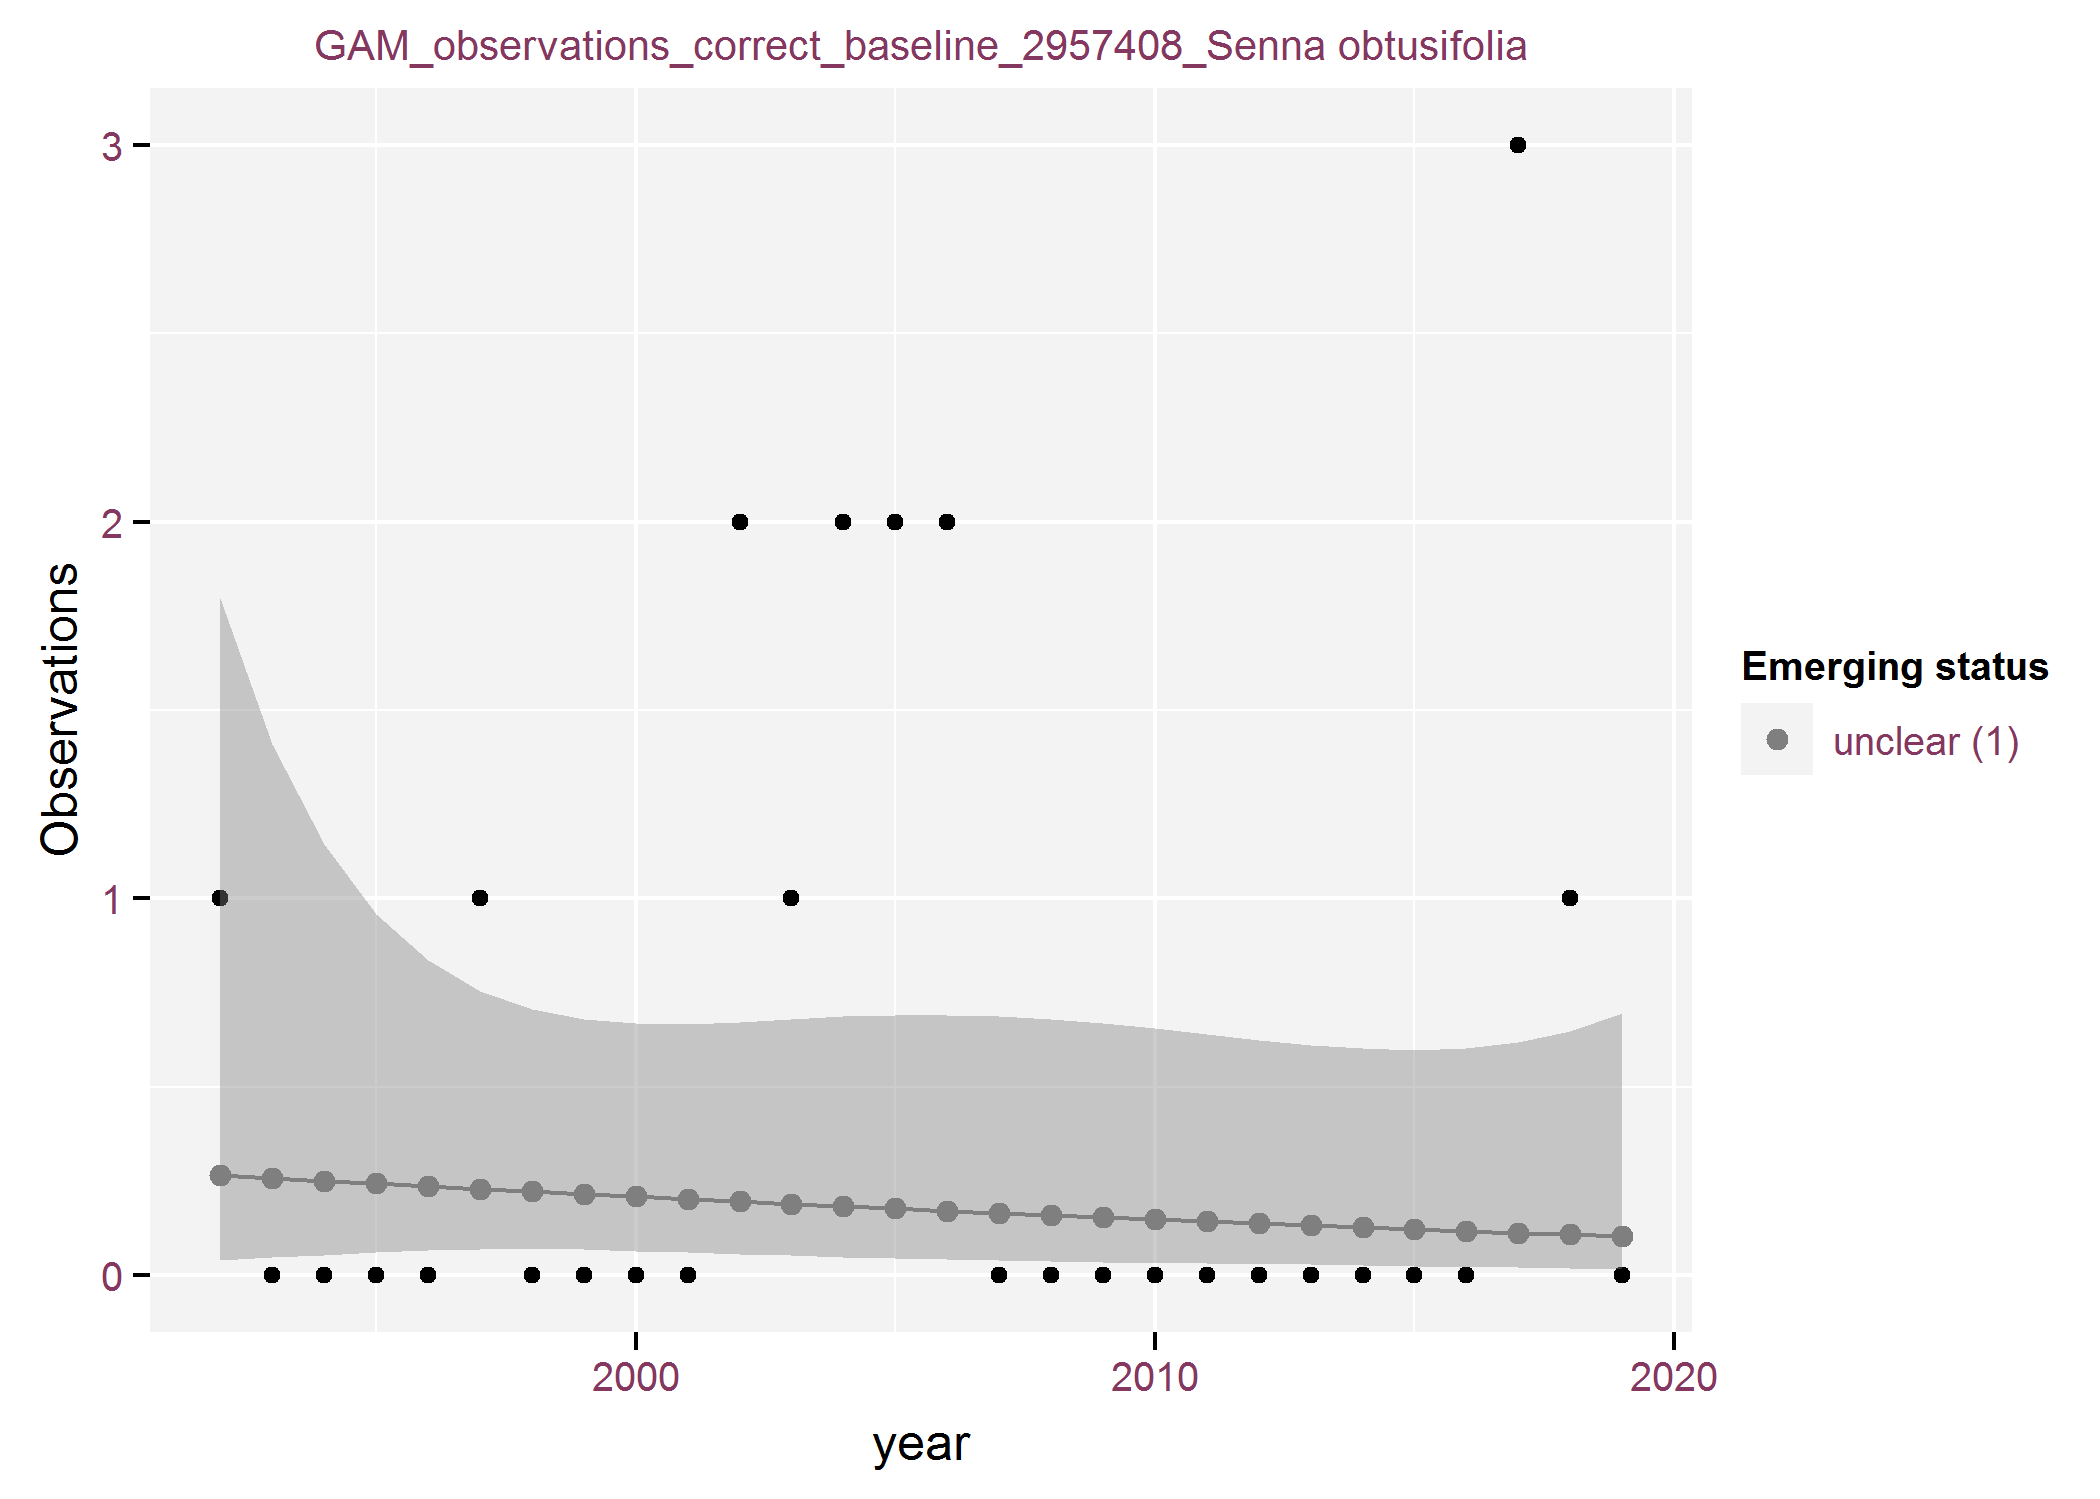 GAM_observations_correct_baseline_2957408_Senna obtusifolia
3
2
1
0
Observations
2000
2010
2020
year
Emerging status
unclear (1)